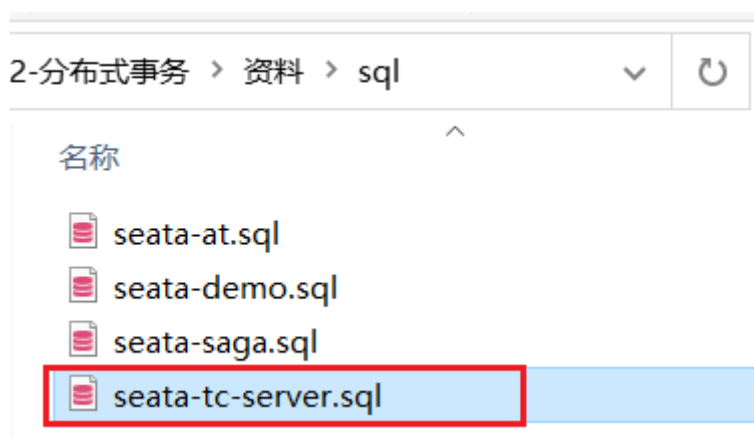 2-分布式事务 > 资料 > sql
名称
seata-at.sql
seata-demo.sql
seata-saga.sql
seata-tc-server.sql